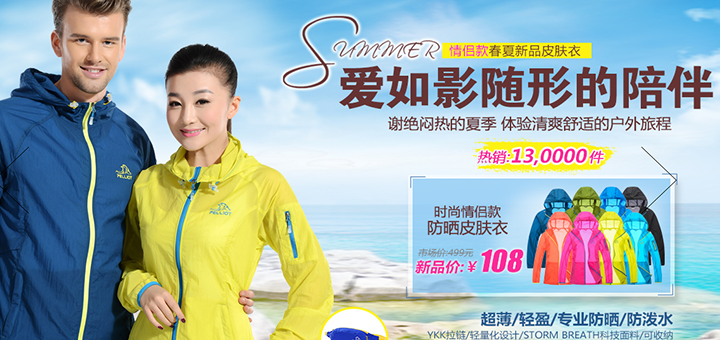 SUMMER 情侣款春夏新品皮肤衣
爱如影随形的陪伴
谢绝闷热的夏季 体验清爽舒适的户外旅程
热销:13,0000件
时尚情侣款
防晒皮肤衣
市场价:499元
新品价:¥108
超薄/轻盈/专业防晒/防泼水
YKK拉链/轻量化设计/STORM BREATH科技面料/可收纳
PELLIOT
PELLIOT